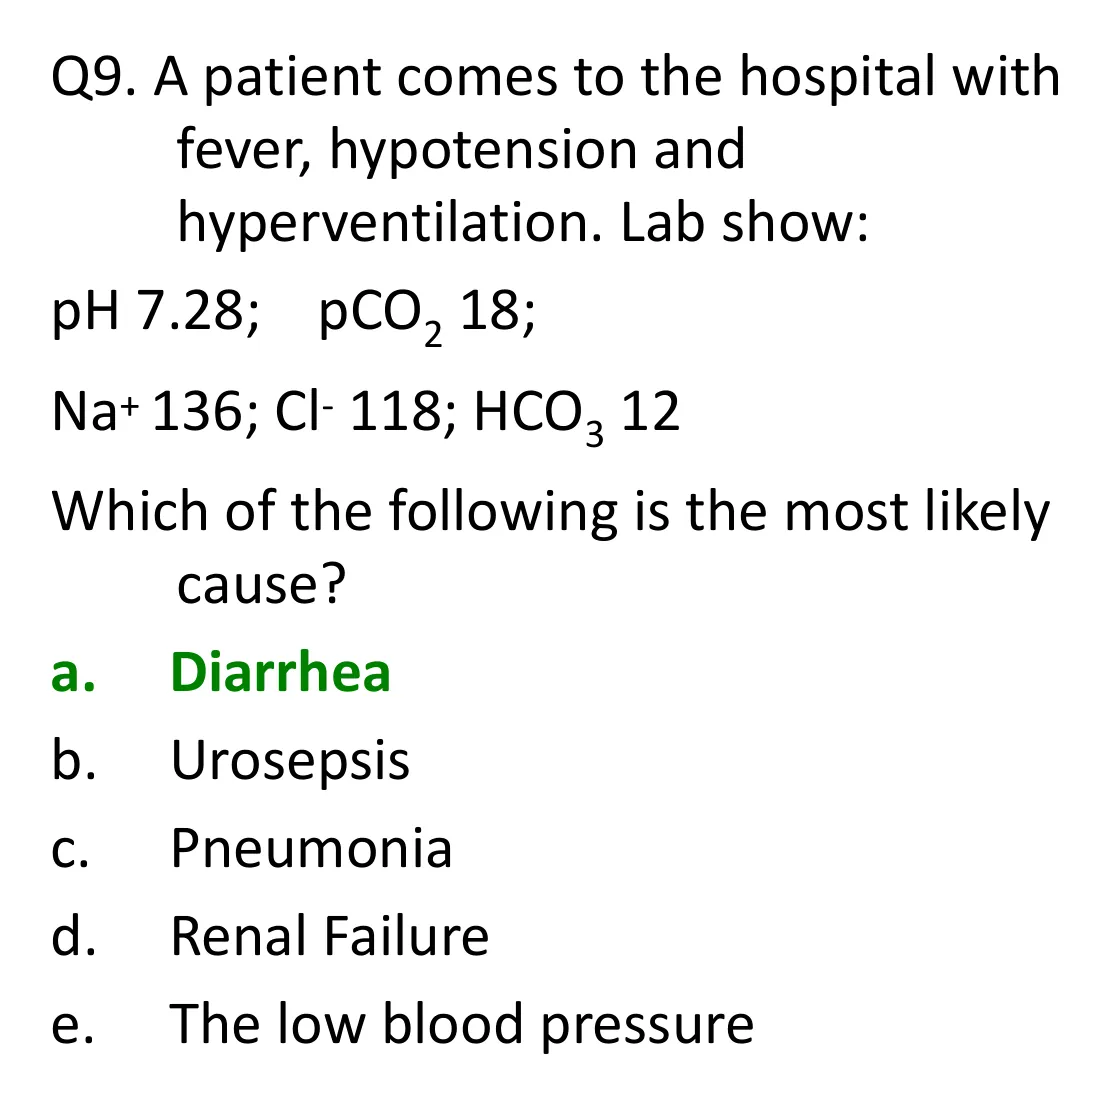 Q9. A patient comes to the hospital with
fever, hypotension and
hyperventilation. Lab show:
pH 7.28; pCO₂ 18;
Na⁺ 136; Cl⁻ 118; HCO₃ 12
Which of the following is the most likely
cause?
a. Diarrhea
b. Urosepsis
c. Pneumonia
d. Renal Failure
e. The low blood pressure